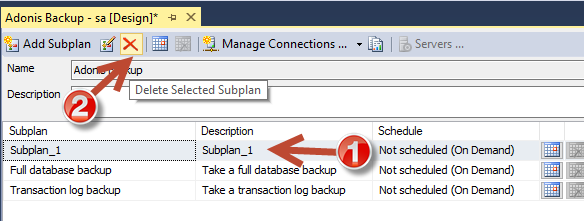 Adonis Backup - sa [Design]*
Add Subplan Manage Connections ... Servers ...
Name Adonis Backup
Delete Selected Subplan
Description
2
Subplan Description Schedule
Subplan_1 Subplan_1 1 Not scheduled (On Demand)
Full database backup Take a full database backup Not scheduled (On Demand)
Transaction log backup Take a transaction log backup Not scheduled (On Demand)